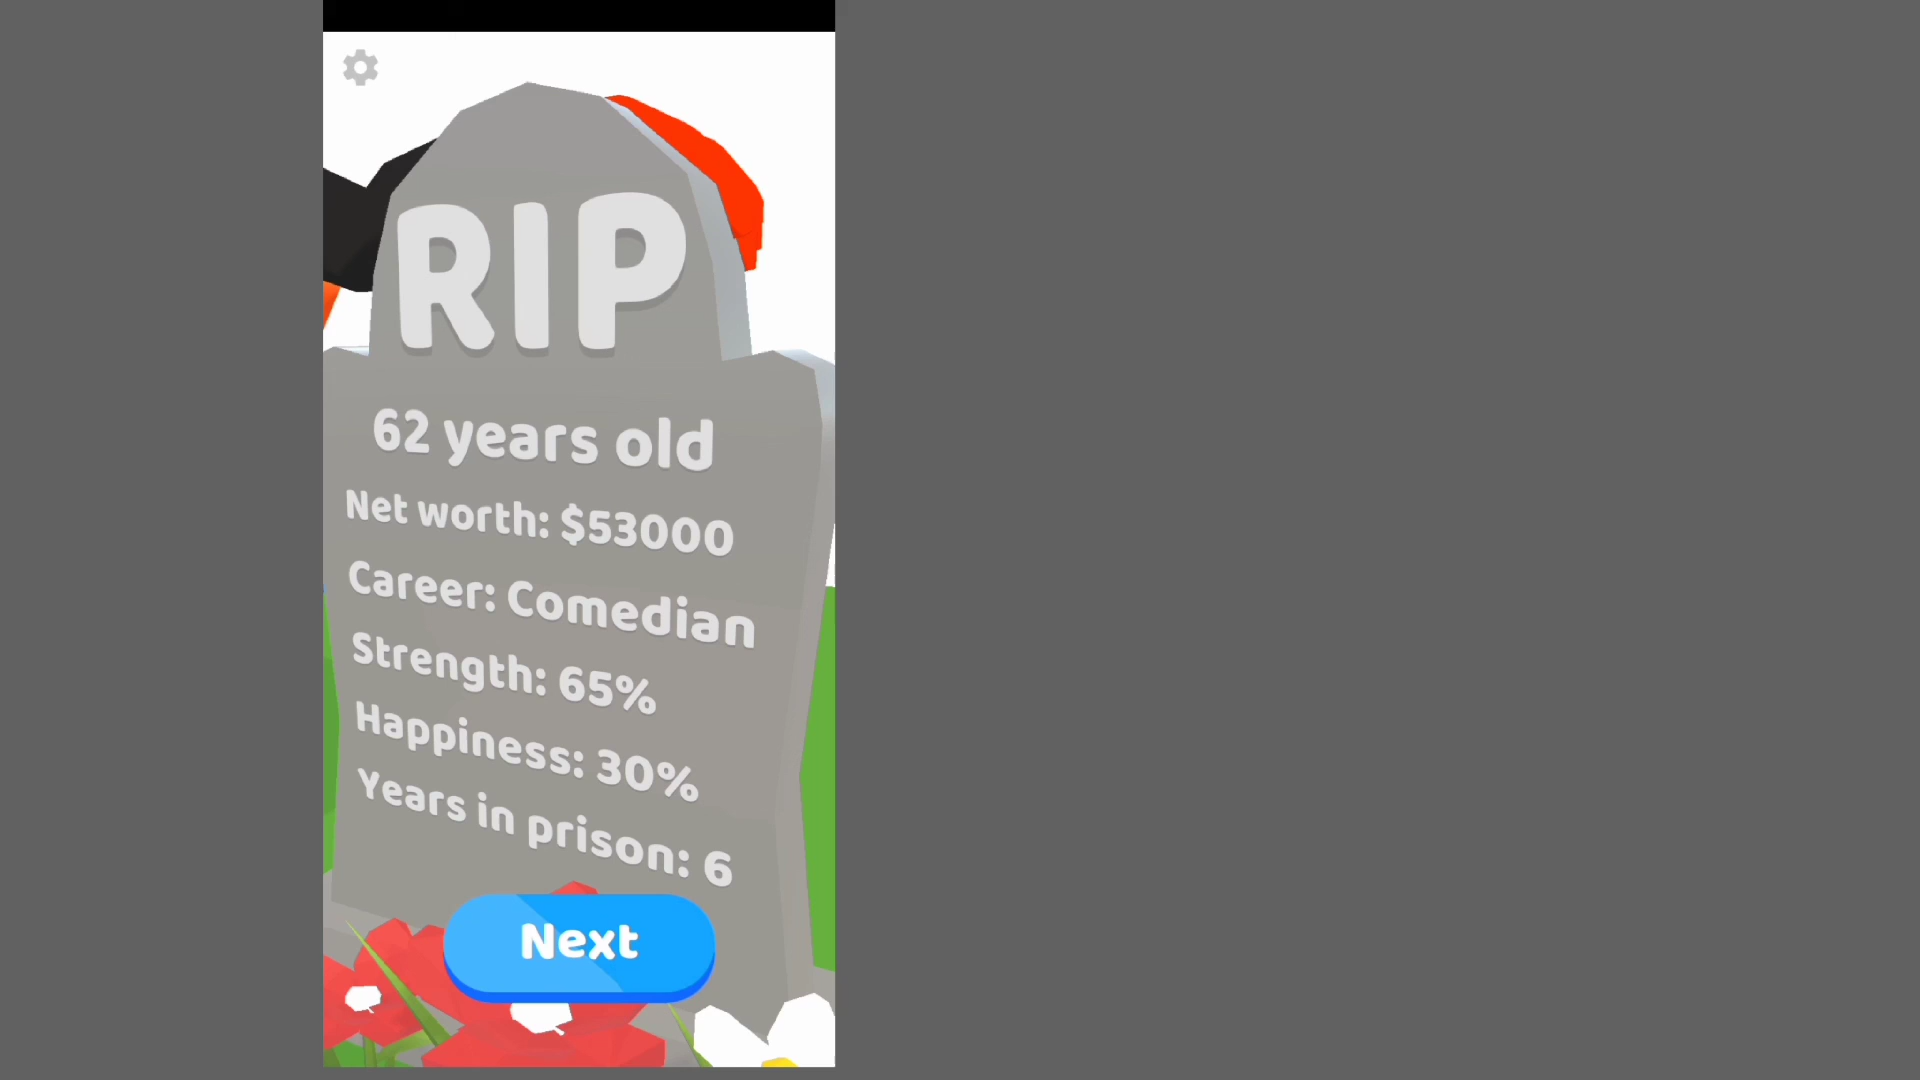 RIP
62 years old
Net worth: $53000
Career: Comedian
Strength: 65%
Happiness: 30%
Years in prison: 6
Next